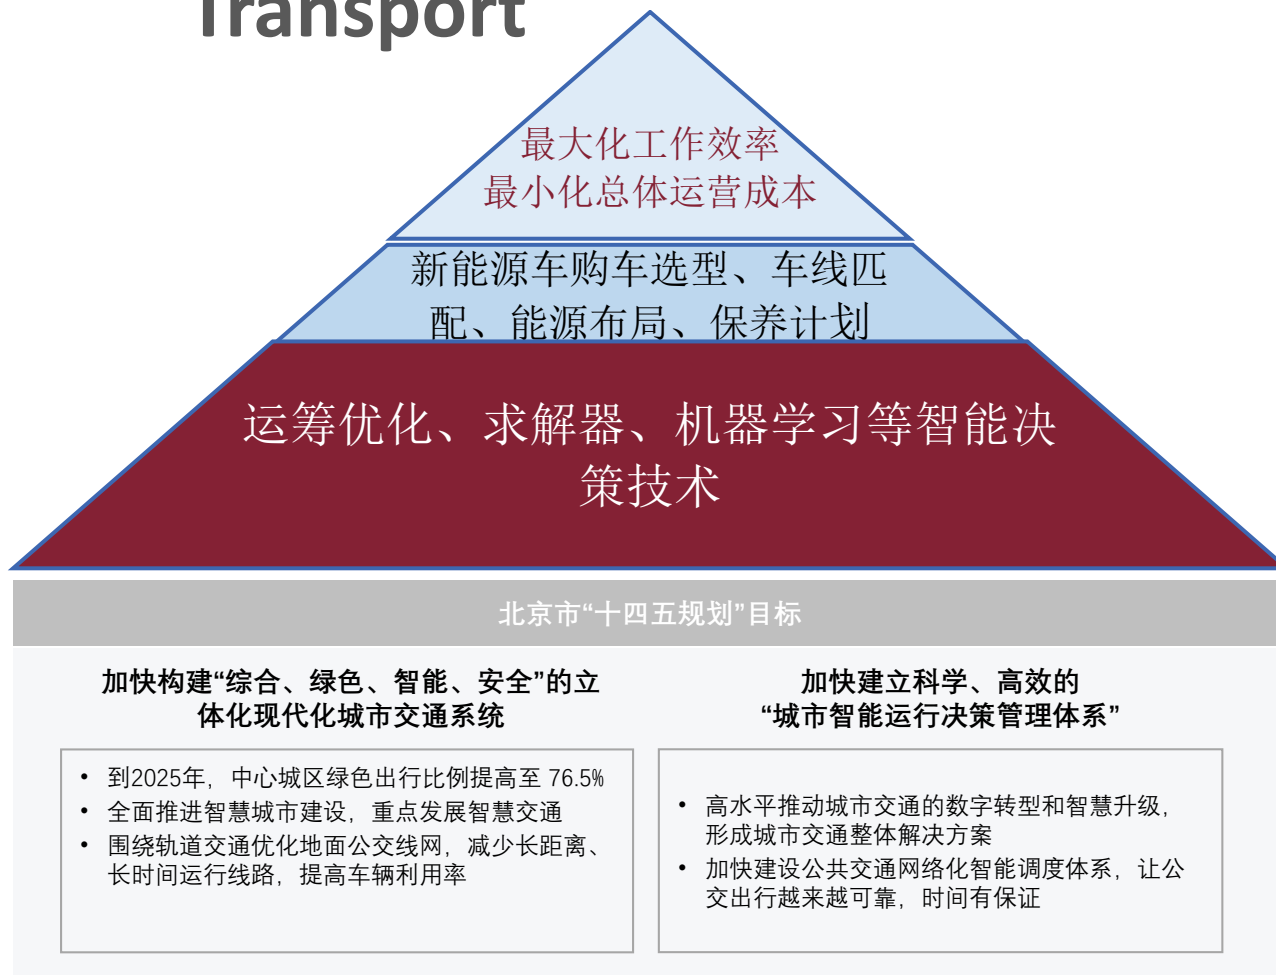 Transport
最大化工作效率
最小化总体运营成本
新能源车购车选型、车线匹
配、能源布局、保养计划
运筹优化、求解器、机器学习等智能决
策技术
北京市“十四五规划”目标
加快构建“综合、绿色、智能、安全”的立
体化现代化城市交通系统
• 到2025年，中心城区绿色出行比例提高至 76.5%
• 全面推进智慧城市建设，重点发展智慧交通
• 围绕轨道交通优化地面公交线网，减少长距离、
长时间运行线路，提高车辆利用率
加快建立科学、高效的
“城市智能运行决策管理体系”
• 高水平推动城市交通的数字转型和智慧升级，
形成城市交通整体解决方案
• 加快建设公共交通网络化智能调度体系，让公
交出行越来越可靠，时间有保证